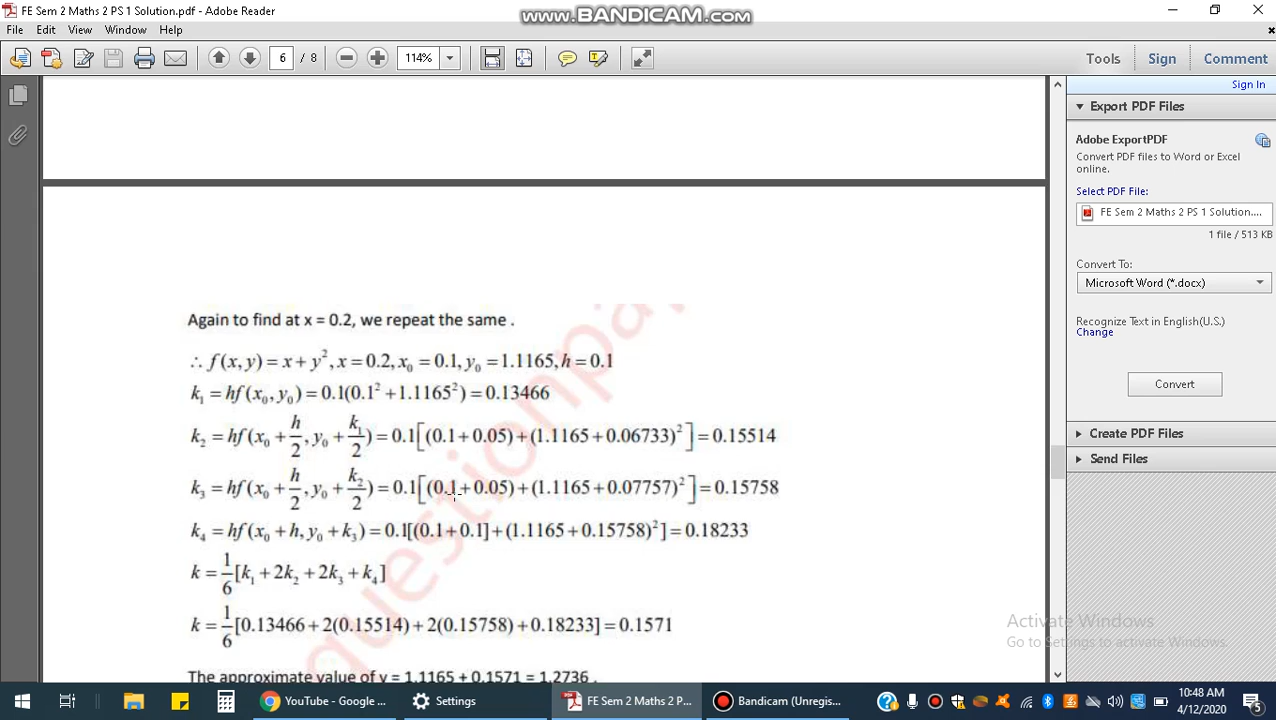 FE Sem 2 Maths 2 PS 1 Solution.pdf - Adobe Reader
www.BANDICAM.com
File Edit View Window Help
6 / 8 114% Tools Sign Comment
Sign In
Export PDF Files
Adobe ExportPDF
Convert PDF files to Word or Excel
online.
Select PDF File:
FE Sem 2 Maths 2 PS 1 Solution....
1 file / 513 KB
Convert To:
Microsoft Word (*.docx)
Recognize Text in English(U.S.)
Change
Convert
Create PDF Files
Send Files
Again to find at x = 0.2, we repeat the same .
∴ f(x, y) = x + y², x = 0.2, x₀ = 0.1, y₀ = 1.1165, h = 0.1
k₁ = hf(x₀, y₀) = 0.1(0.1² + 1.1165²) = 0.13466
k₂ = hf(x₀ + h/2, y₀ + k₁/2) = 0.1[(0.1 + 0.05) + (1.1165 + 0.06733)²] = 0.15514
k₃ = hf(x₀ + h/2, y₀ + k₂/2) = 0.1[(0.1 + 0.05) + (1.1165 + 0.07757)²] = 0.15758
k₄ = hf(x₀ + h, y₀ + k₃) = 0.1[(0.1 + 0.1] + (1.1165 + 0.15758)²] = 0.18233
k = 1/6[k₁ + 2k₂ + 2k₃ + k₄]
k = 1/6[0.13466 + 2(0.15514) + 2(0.15758) + 0.18233] = 0.1571
The approximate value of y = 1.1165 + 0.1571 = 1.2736 .
questionpap
Activate Windows
Go to Settings to activate Windows.
YouTube - Google ...
Settings
FE Sem 2 Maths 2 P...
Bandicam (Unregis...
10:48 AM
4/12/2020
5